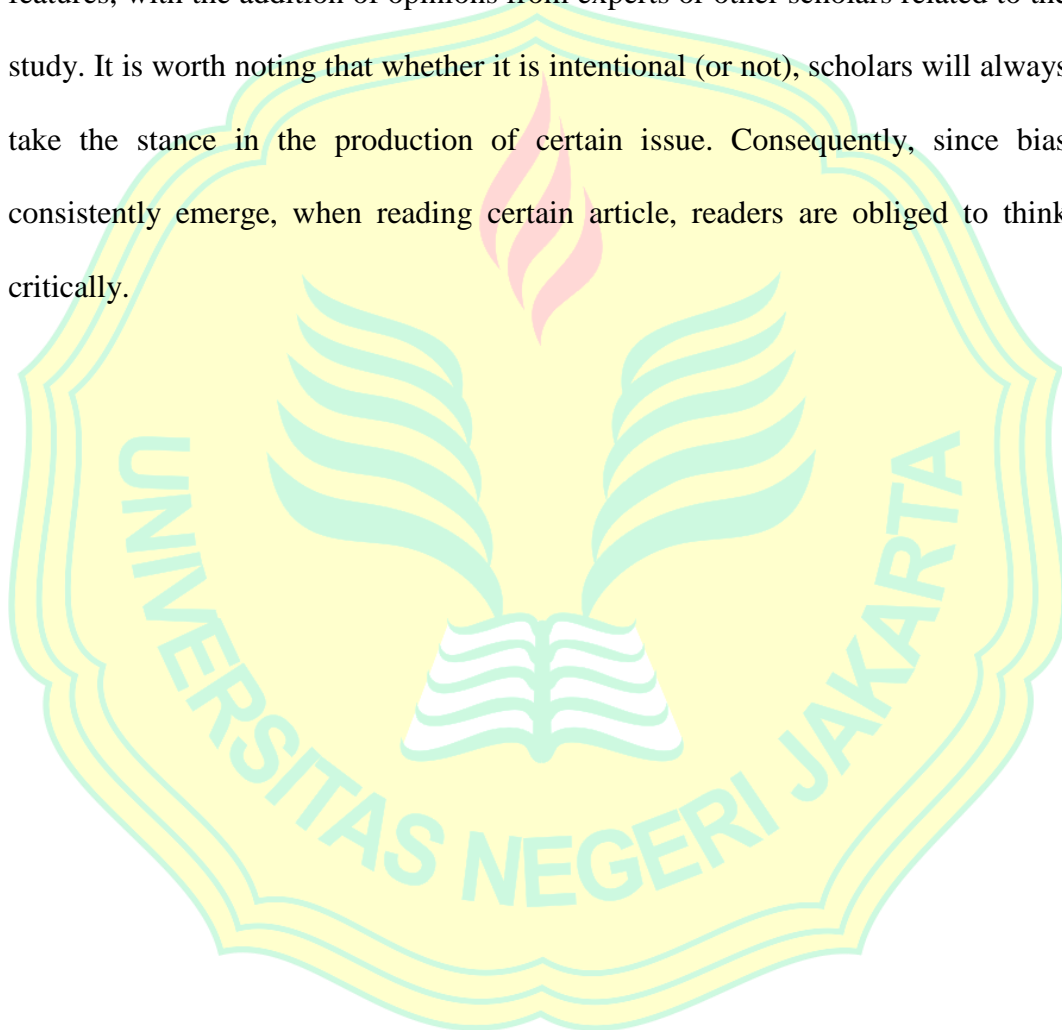 features, with the addition of opinions from experts or other scholars related to the
study. It is worth noting that whether it is intentional (or not), scholars will always
take the stance in the production of certain issue. Consequently, since bias
consistently emerge, when reading certain article, readers are obliged to think
critically.
UNIVERSITAS NEGERI JAKARTA